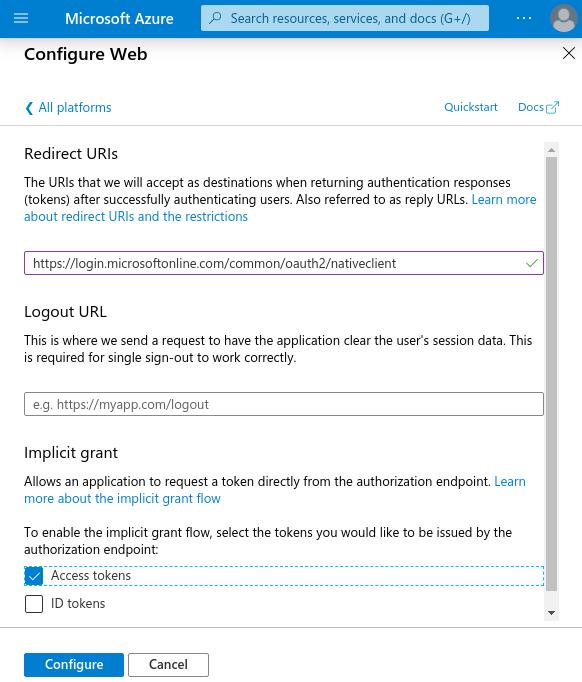 Microsoft Azure
Search resources, services, and docs (G+/)
...
Configure Web
All platforms
Quickstart
Docs
Redirect URIs
The URIs that we will accept as destinations when returning authentication responses
(tokens) after successfully authenticating users. Also referred to as reply URLs. Learn more
about redirect URIs and the restrictions
https://login.microsoftonline.com/common/oauth2/nativeclient
Logout URL
This is where we send a request to have the application clear the user's session data. This
is required for single sign-out to work correctly.
e.g. https://myapp.com/logout
Implicit grant
Allows an application to request a token directly from the authorization endpoint. Learn
more about the implicit grant flow
To enable the implicit grant flow, select the tokens you would like to be issued by the
authorization endpoint:
Access tokens
ID tokens
Configure
Cancel